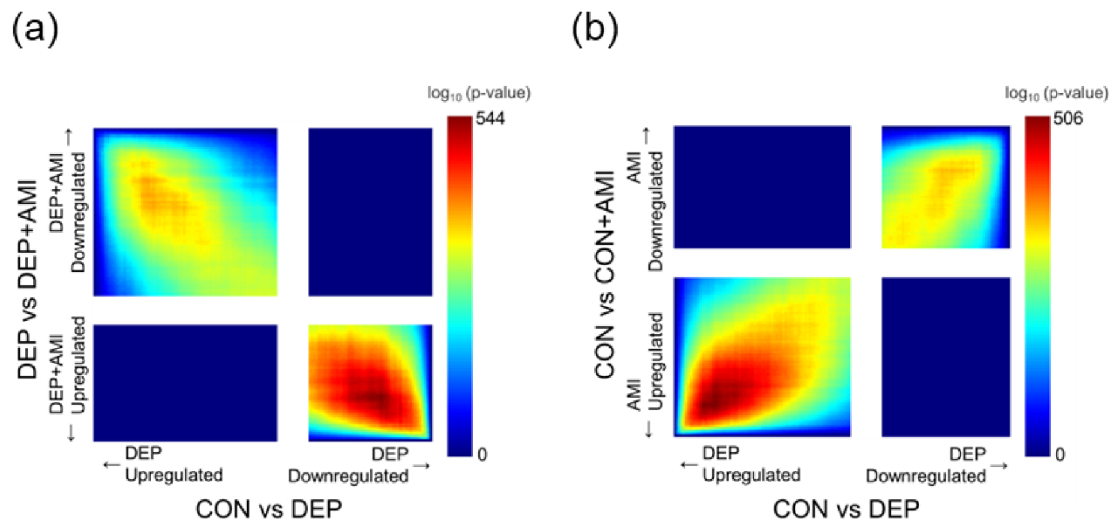 (a)
log10 (p-value)
544
0
DEP vs DEP+AMI
DEP+AMI →
Downregulated
← DEP+AMI
Upregulated
DEP
← Upregulated
DEP
Downregulated →
CON vs DEP
(b)
log10 (p-value)
506
0
CON vs CON+AMI
AMI →
Downregulated
← AMI
Upregulated
DEP
← Upregulated
DEP
Downregulated →
CON vs DEP